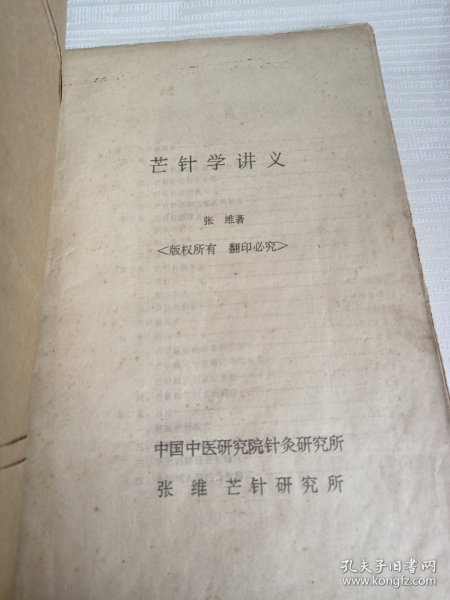 芒针学讲义
张 维著
<版权所有 翻印必究>
中国中医研究院针灸研究所
张 维 芒针研究所
孔夫子旧书网
www.kongfz.com